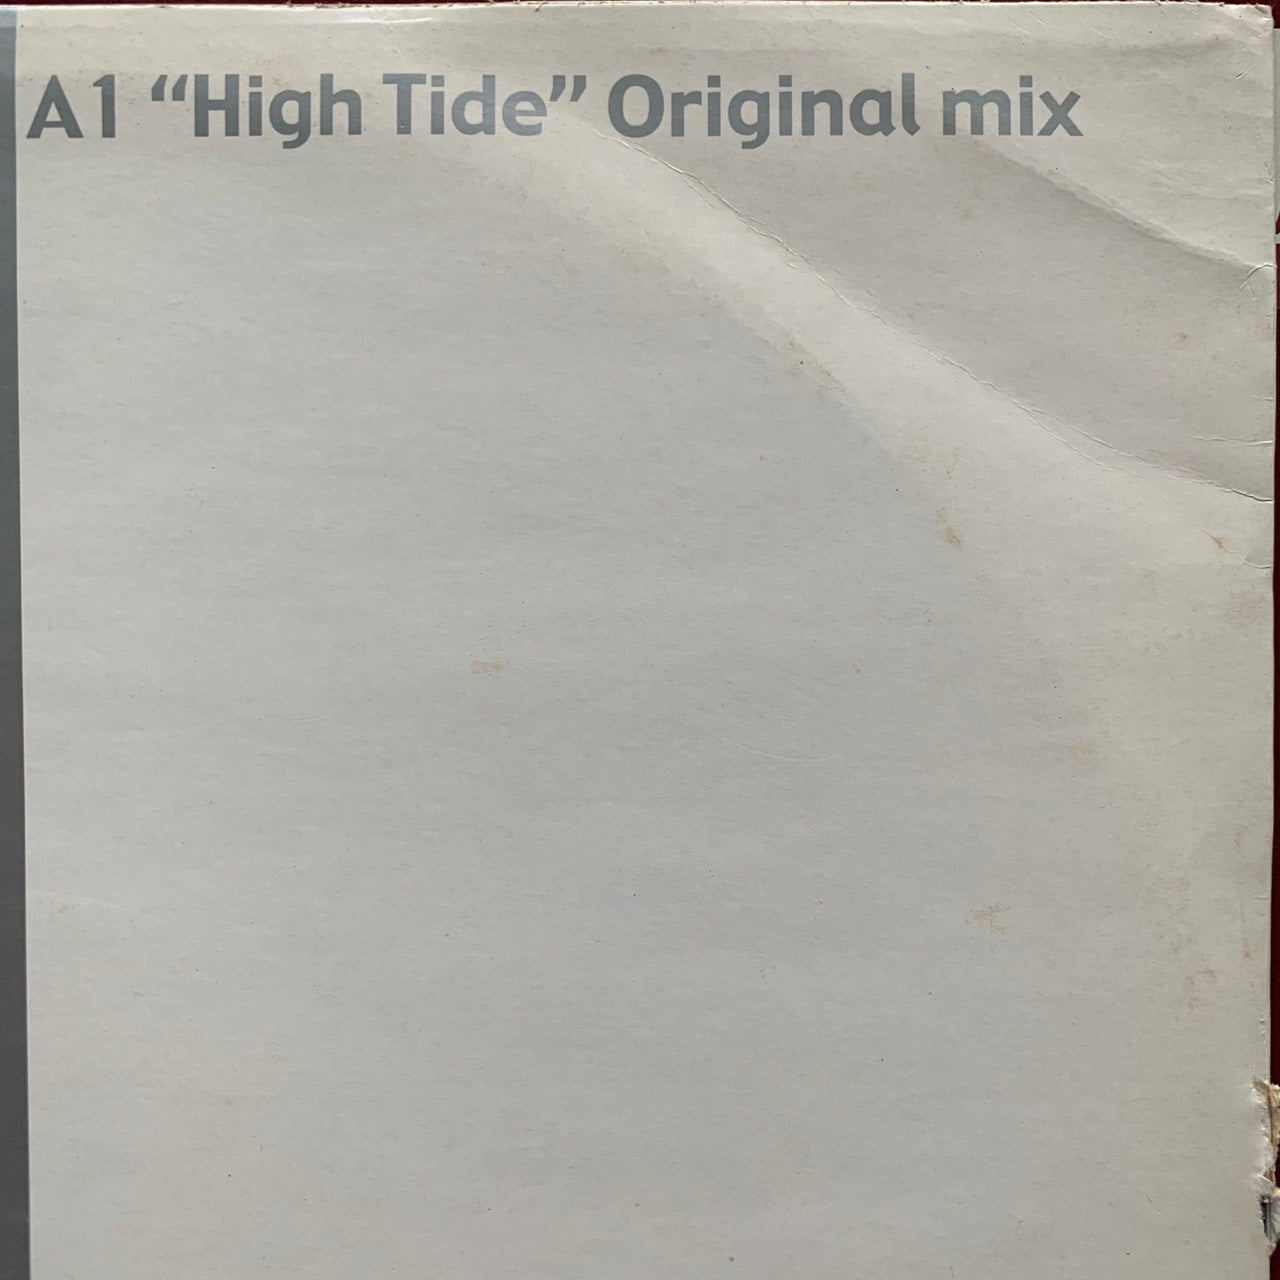 A1 “High Tide” Original mix